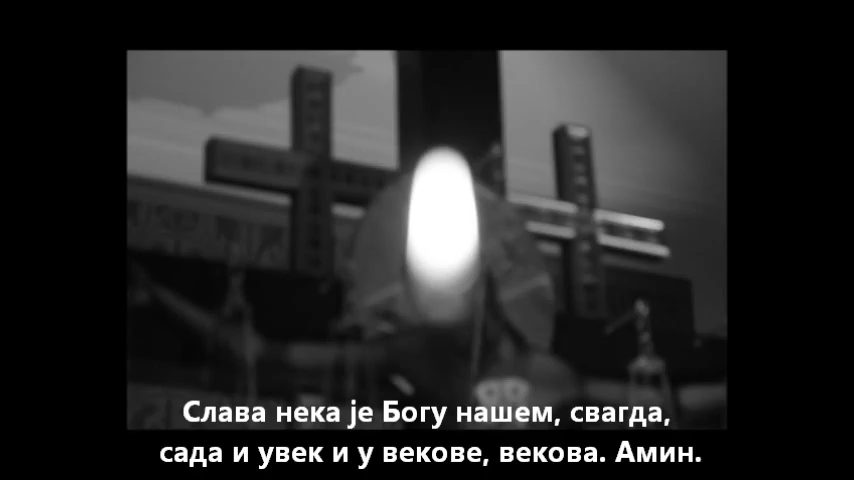 Слава нека је Богу нашем, свагда,
сада и увек и у векове, векова. Амин.